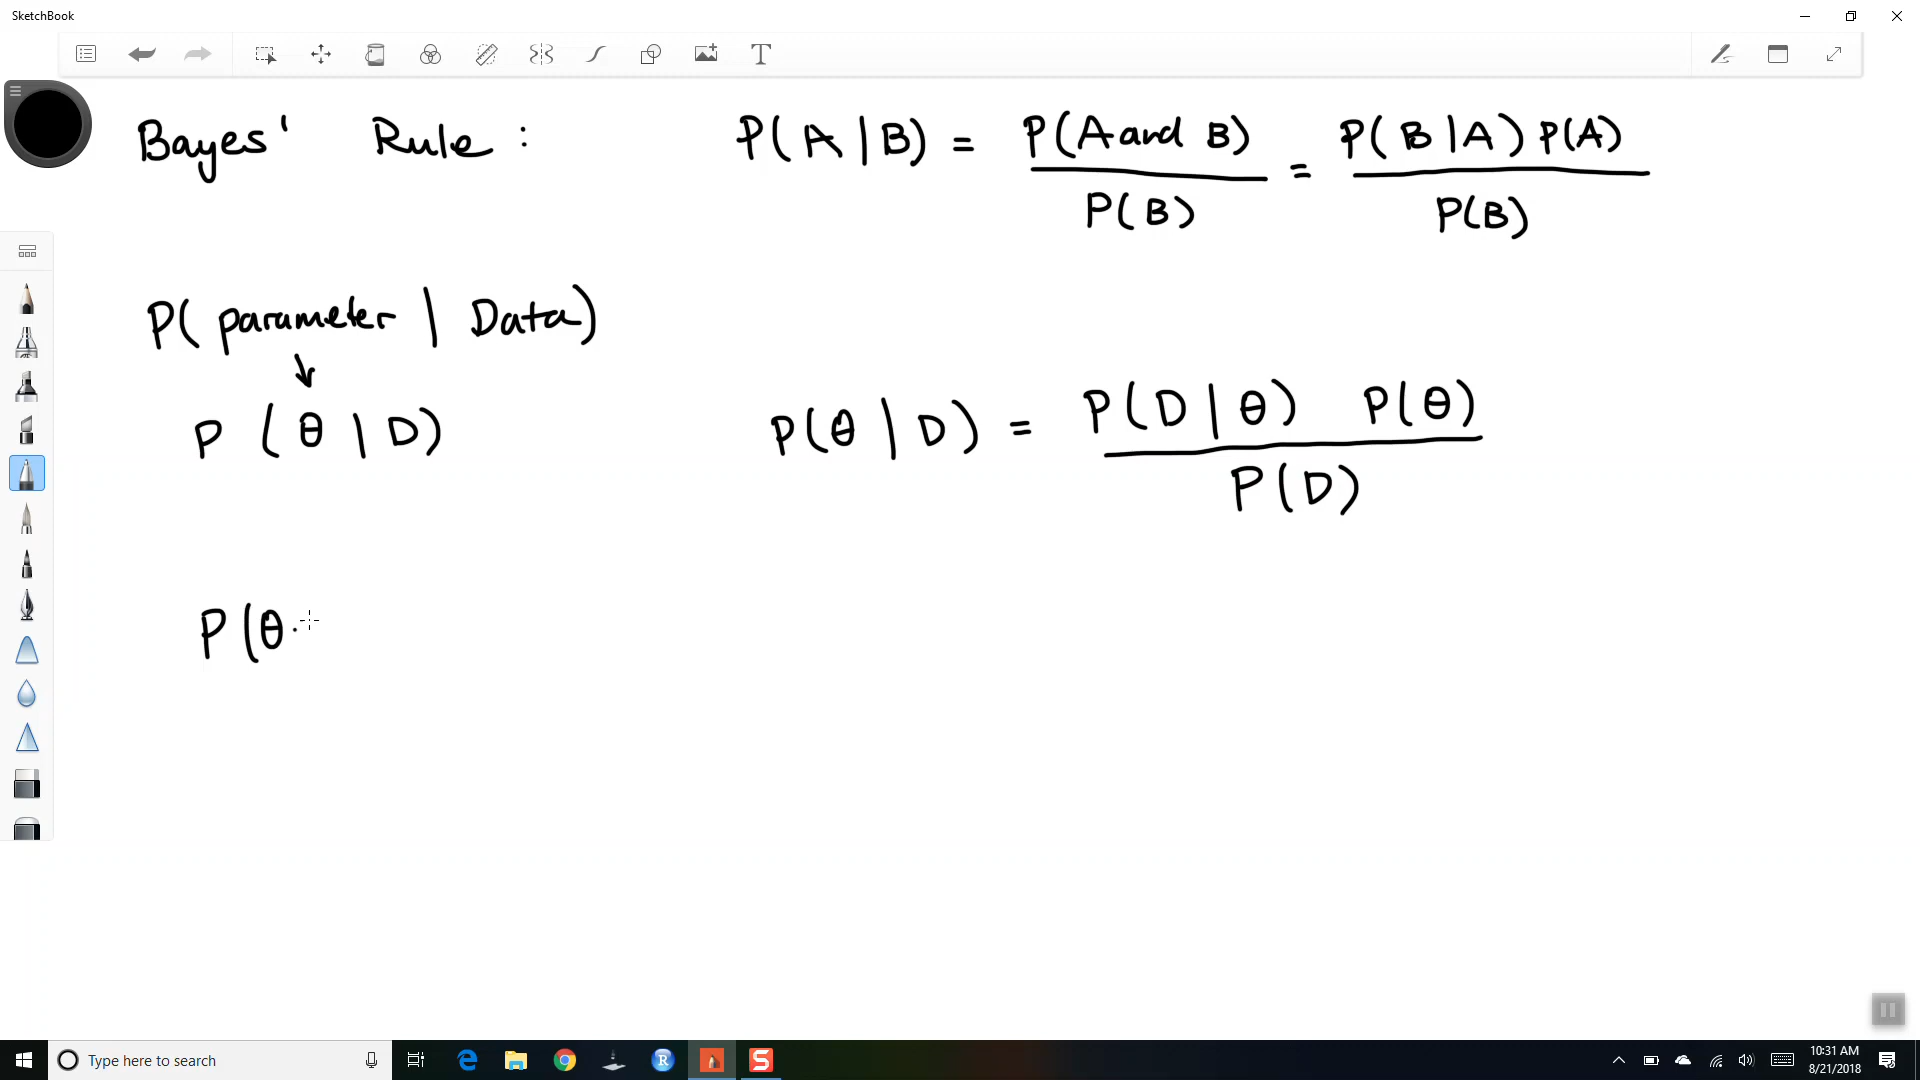 SketchBook
Bayes' Rule : P(A|B) = P(A and B) / P(B) = P(B|A) P(A) / P(B)
P(parameter | Data)
↓
P(θ|D) P(θ|D) = P(D|θ) P(θ) / P(D)
P(θ
Type here to search
10:31 AM
8/21/2018